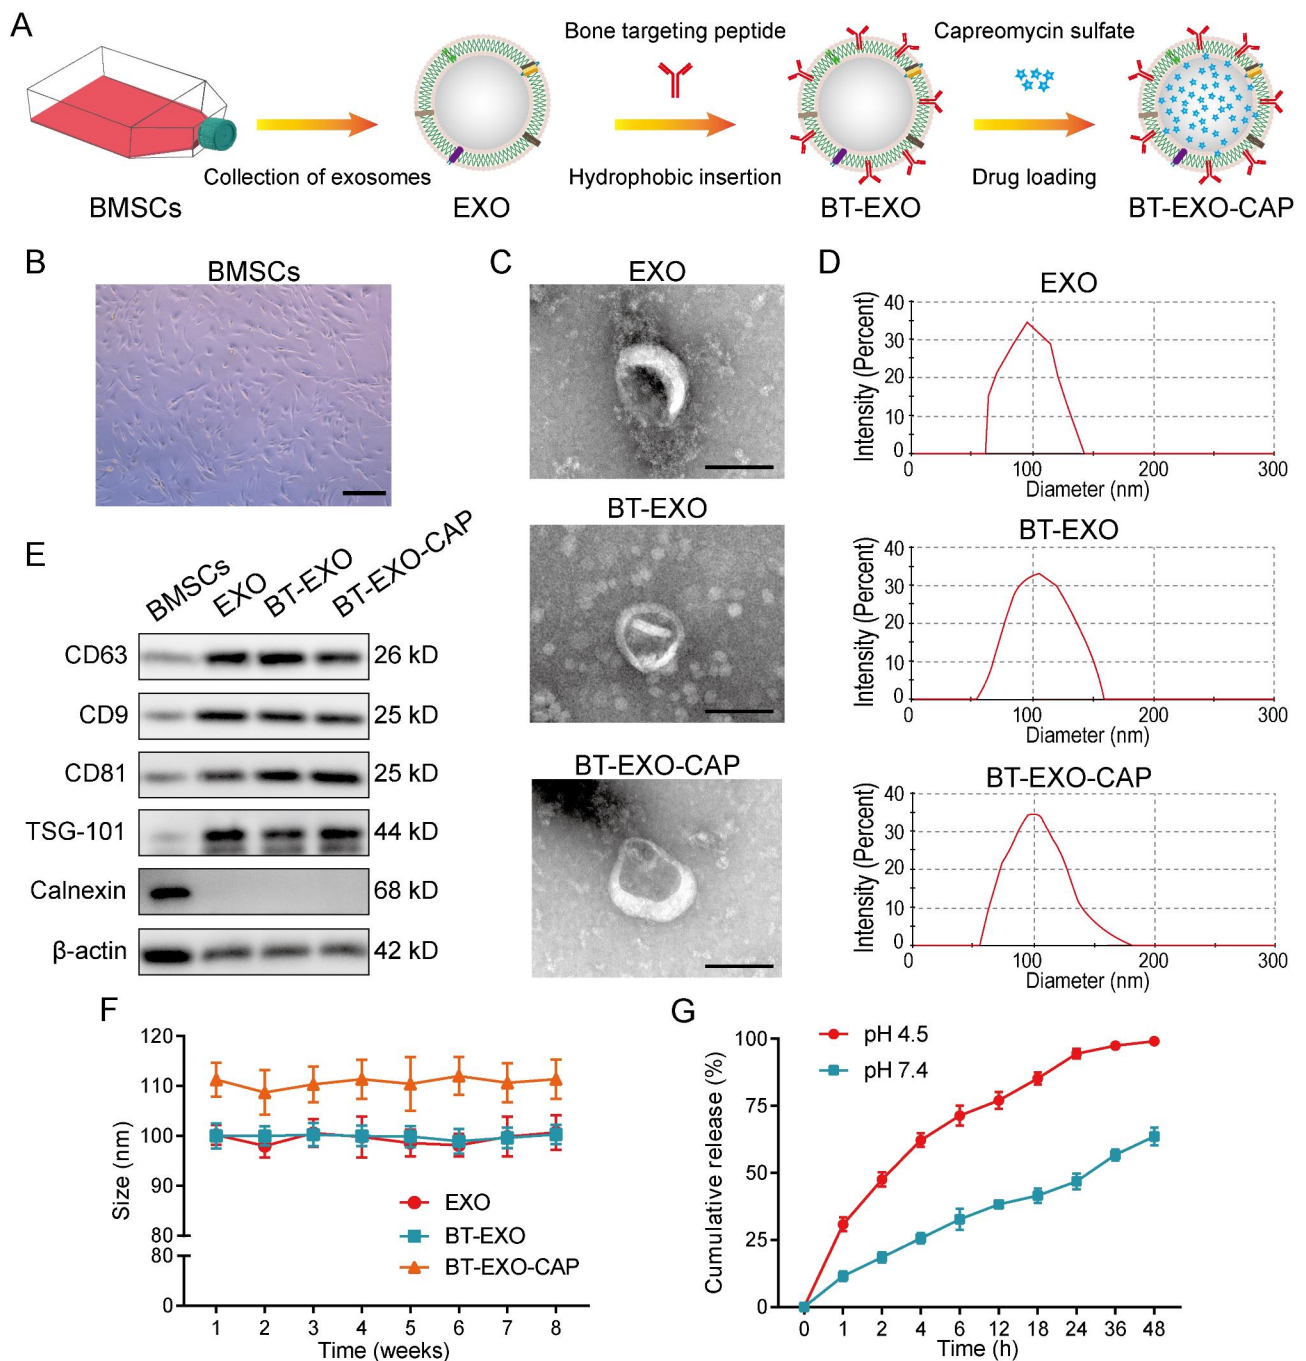 A
Bone targeting peptide
Capreomycin sulfate
Collection of exosomes
Hydrophobic insertion
Drug loading
BMSCs
EXO
BT-EXO
BT-EXO-CAP
B
BMSCs
C
EXO
BT-EXO
BT-EXO-CAP
D
EXO
Intensity (Percent)
40
30
20
10
0
0 100 200 300
Diameter (nm)
BT-EXO
Intensity (Percent)
40
30
20
10
0
0 100 200 300
Diameter (nm)
BT-EXO-CAP
Intensity (Percent)
40
30
20
10
0
0 100 200 300
Diameter (nm)
E
BMSCs EXO BT-EXO BT-EXO-CAP
CD63 26 kD
CD9 25 kD
CD81 25 kD
TSG-101 44 kD
Calnexin 68 kD
β-actin 42 kD
F
Size (nm)
120
110
100
90
80
80
0
EXO
BT-EXO
BT-EXO-CAP
1 2 3 4 5 6 7 8
Time (weeks)
G
Cumulative release (%)
100
75
50
25
0
pH 4.5
pH 7.4
0 1 2 4 6 12 18 24 36 48
Time (h)